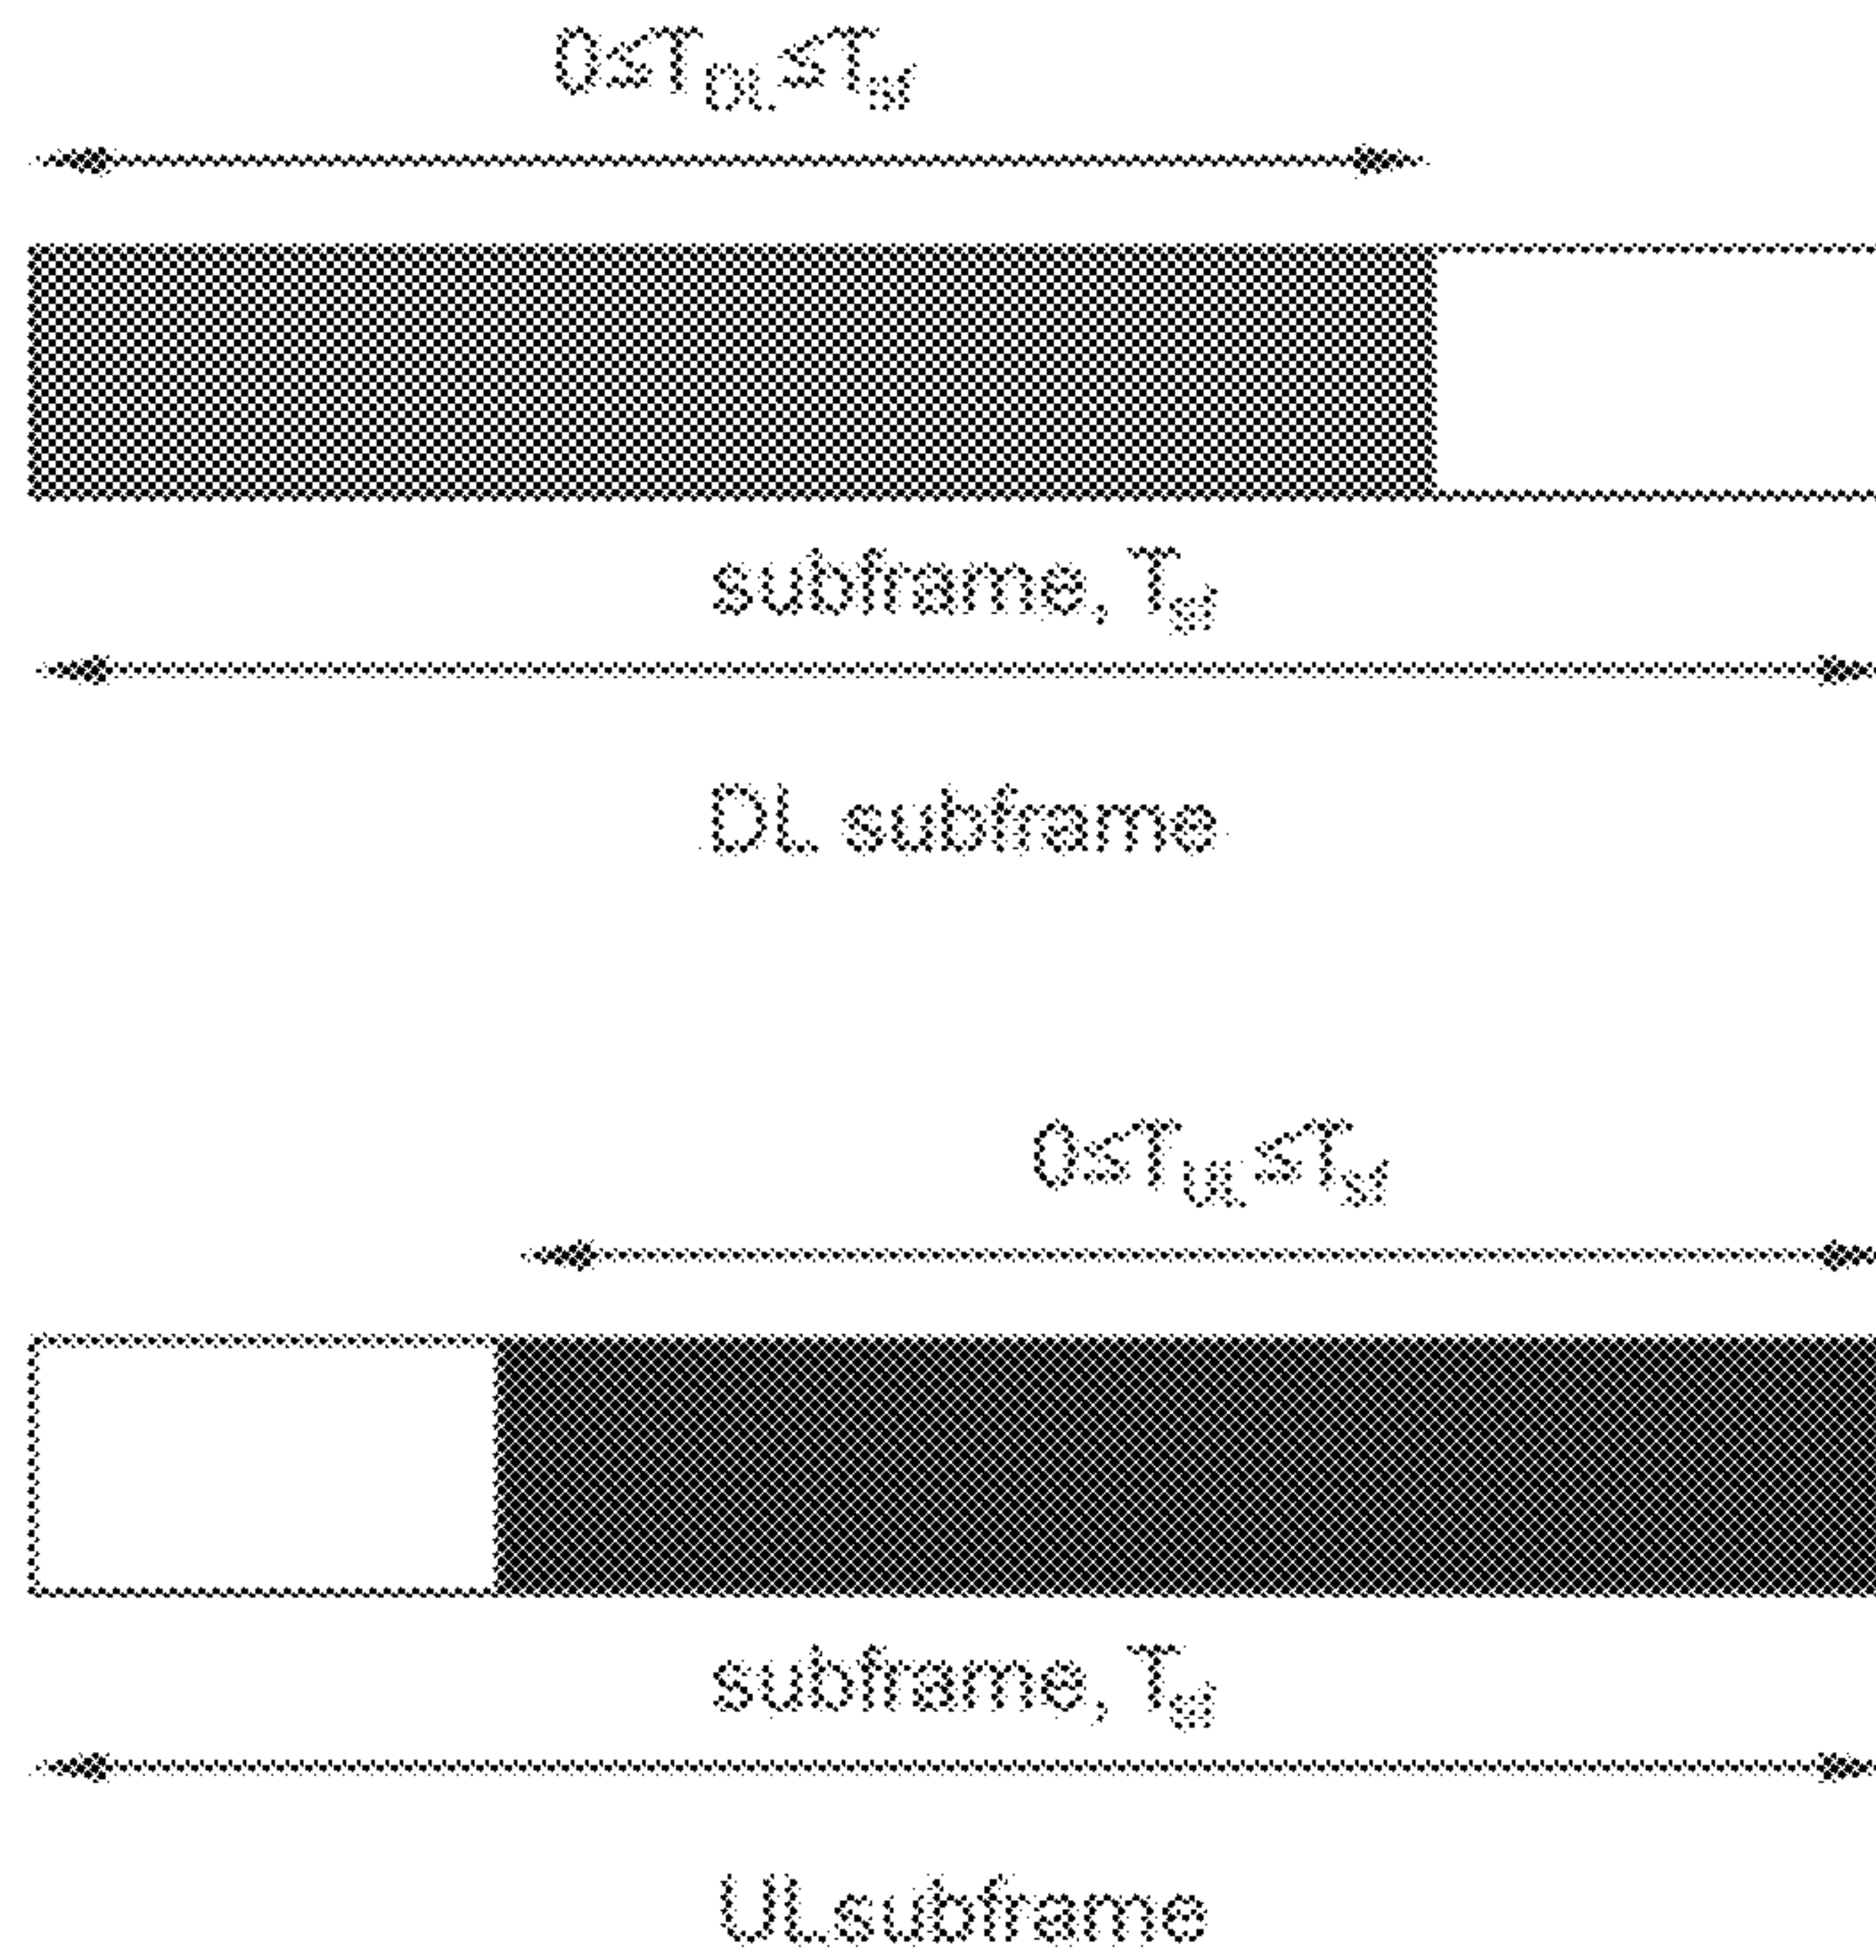 0≤T_DL≤T_sf
subframe, T_sf
DL subframe
0≤T_UL≤T_sf
subframe, T_sf
UL subframe